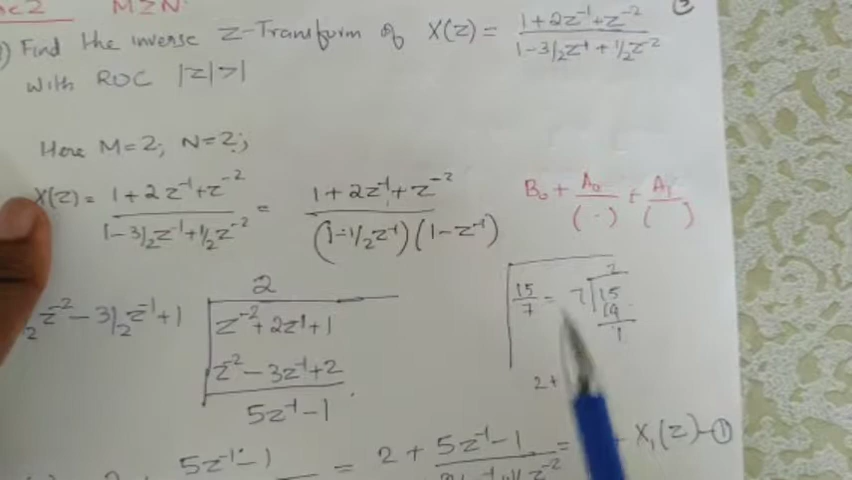 M≥N
Find the inverse Z-Transform of X(z) = 1+2z⁻¹+z⁻² / 1-3/2z⁻¹+1/2z⁻²
With ROC |z|>1
Here M=2; N=2;
X(z) = 1+2z⁻¹+z⁻² / 1-3/2z⁻¹+1/2z⁻² = 1+2z⁻¹+z⁻² / (1-1/2z⁻¹)(1-z⁻¹)
B₀ + A₀/( - ) + A₁/( )
2
z⁻² - 3/2z⁻¹+1
z⁻²+2z⁻¹+1
z⁻²-3z⁻¹+2
5z⁻¹-1
2
15/7 = 7 15
14
1
2+
5z⁻¹-1 = 2 + 5z⁻¹-1 = + X₁(z)-①